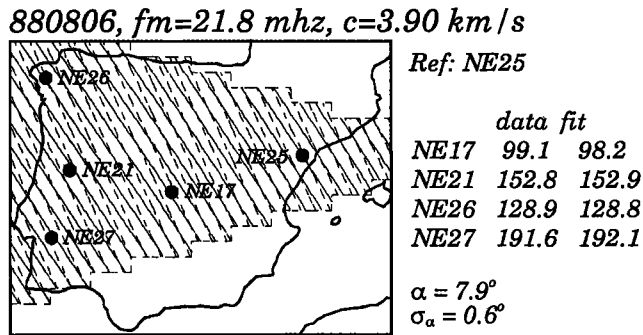 880806, fm=21.8 mhz, c=3.90 km/s
Ref: NE25
data fit
NE17 99.1 98.2
NE21 152.8 152.9
NE26 128.9 128.8
NE27 191.6 192.1
α = 7.9°
σα = 0.6°
NE26
NE25
NE21
NE17
NE27